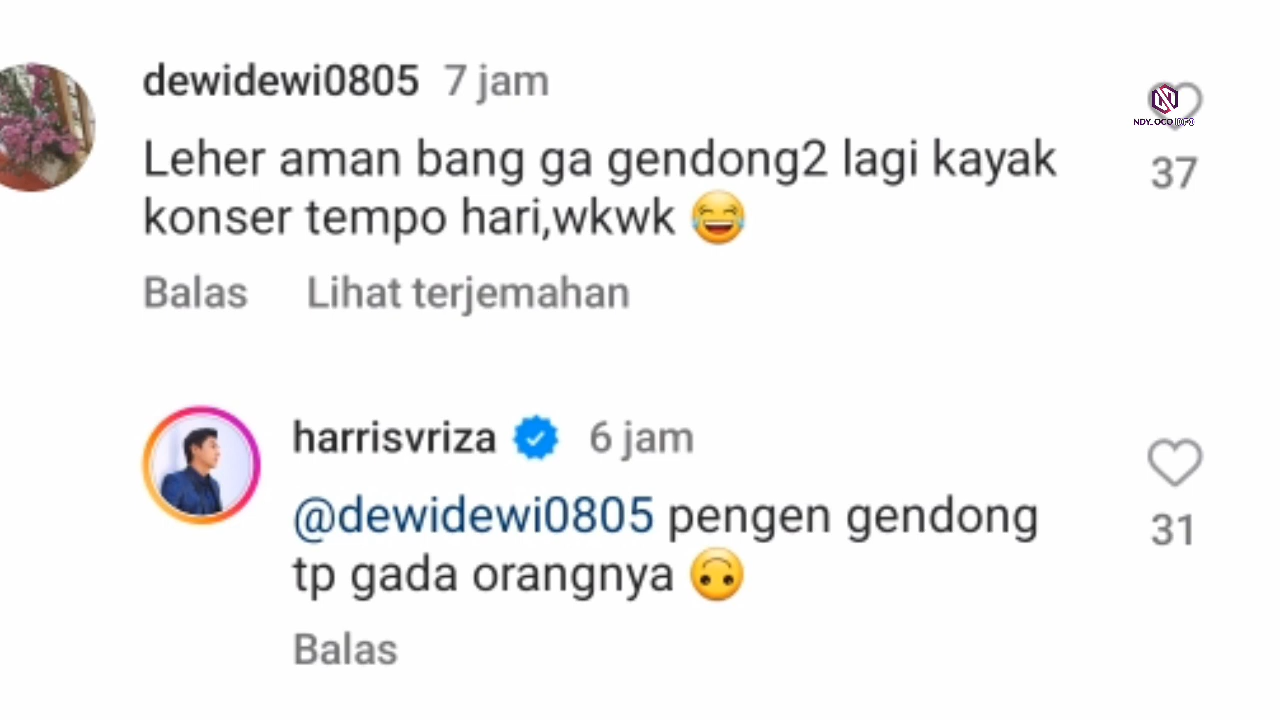 dewidewi0805 7 jam
Leher aman bang ga gendong2 lagi kayak
konser tempo hari,wkwk 😂
37
Balas Lihat terjemahan
harrisvriza 6 jam
@dewidewi0805 pengen gendong
tp gada orangnya 🙃
31
Balas